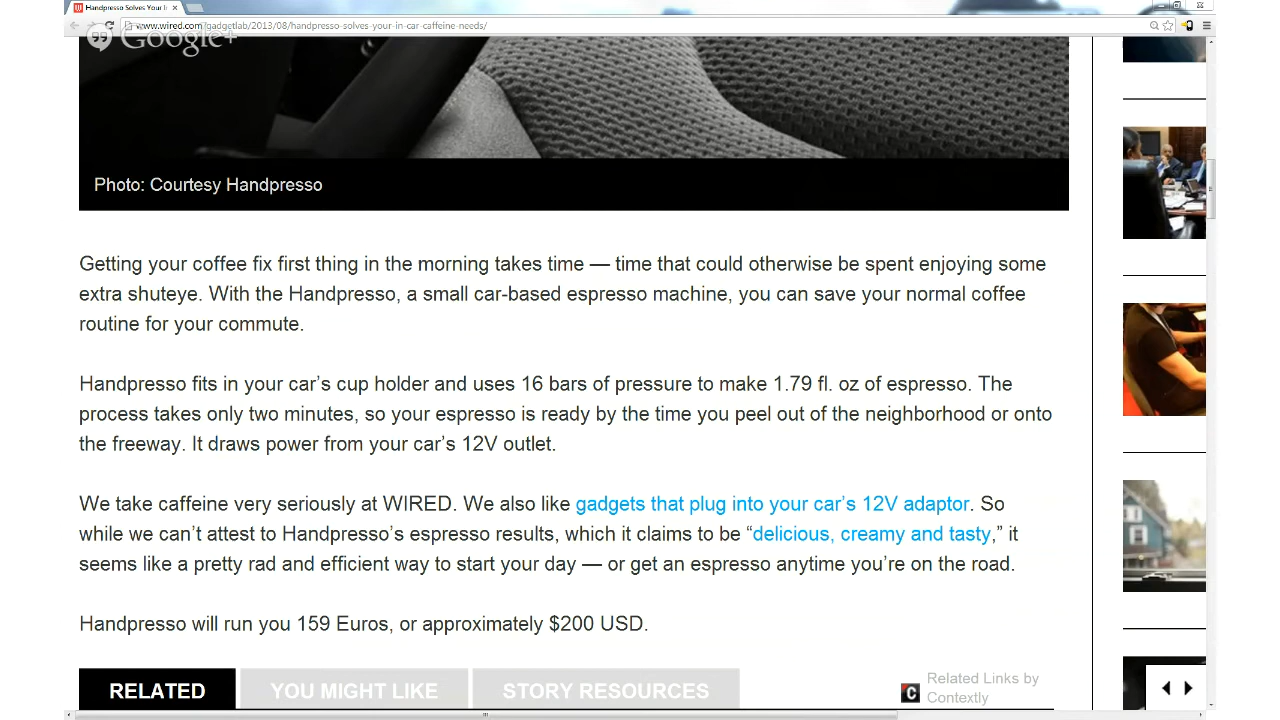 Handpresso Solves Your I
www.wired.com/gadgetlab/2013/08/handpresso-solves-your-in-car-caffeine-needs/
Google+
Photo: Courtesy Handpresso
Getting your coffee fix first thing in the morning takes time — time that could otherwise be spent enjoying some
extra shuteye. With the Handpresso, a small car-based espresso machine, you can save your normal coffee
routine for your commute.
Handpresso fits in your car’s cup holder and uses 16 bars of pressure to make 1.79 fl. oz of espresso. The
process takes only two minutes, so your espresso is ready by the time you peel out of the neighborhood or onto
the freeway. It draws power from your car’s 12V outlet.
We take caffeine very seriously at WIRED. We also like gadgets that plug into your car’s 12V adaptor. So
while we can’t attest to Handpresso’s espresso results, which it claims to be “delicious, creamy and tasty,” it
seems like a pretty rad and efficient way to start your day — or get an espresso anytime you’re on the road.
Handpresso will run you 159 Euros, or approximately $200 USD.
RELATED YOU MIGHT LIKE STORY RESOURCES
Related Links by
Contextly